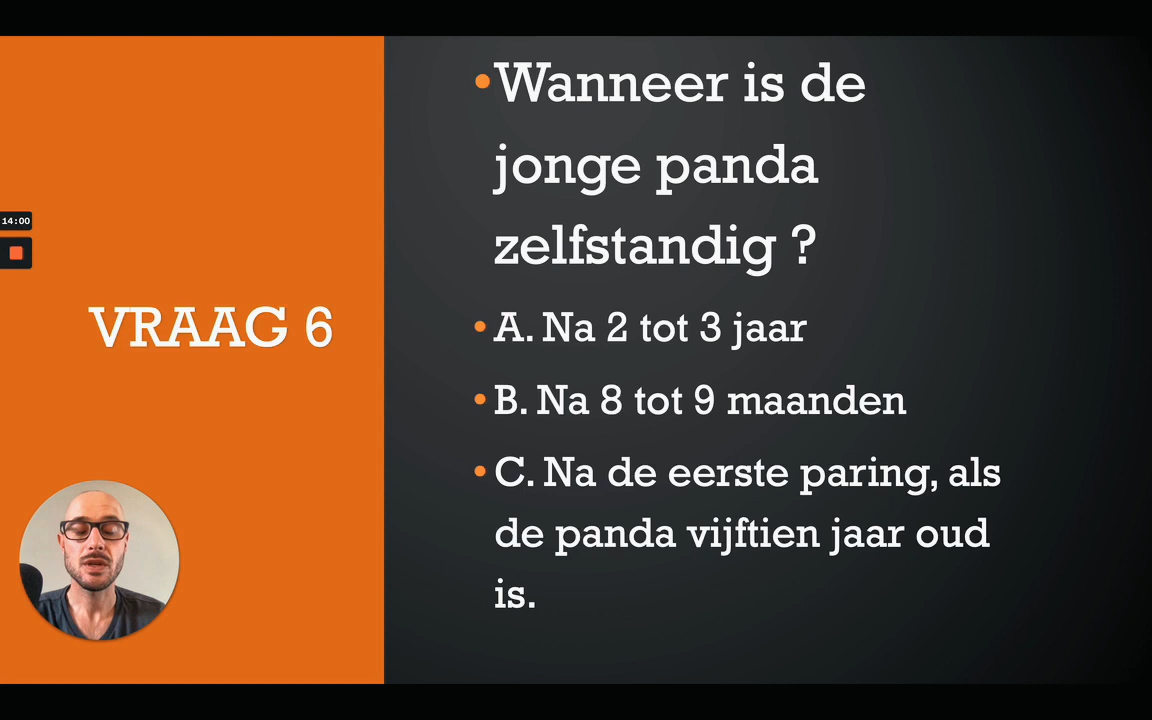 •Wanneer is de
jonge panda
zelfstandig ?
14:00
VRAAG 6
• A. Na 2 tot 3 jaar
• B. Na 8 tot 9 maanden
• C. Na de eerste paring, als
de panda vijftien jaar oud
is.